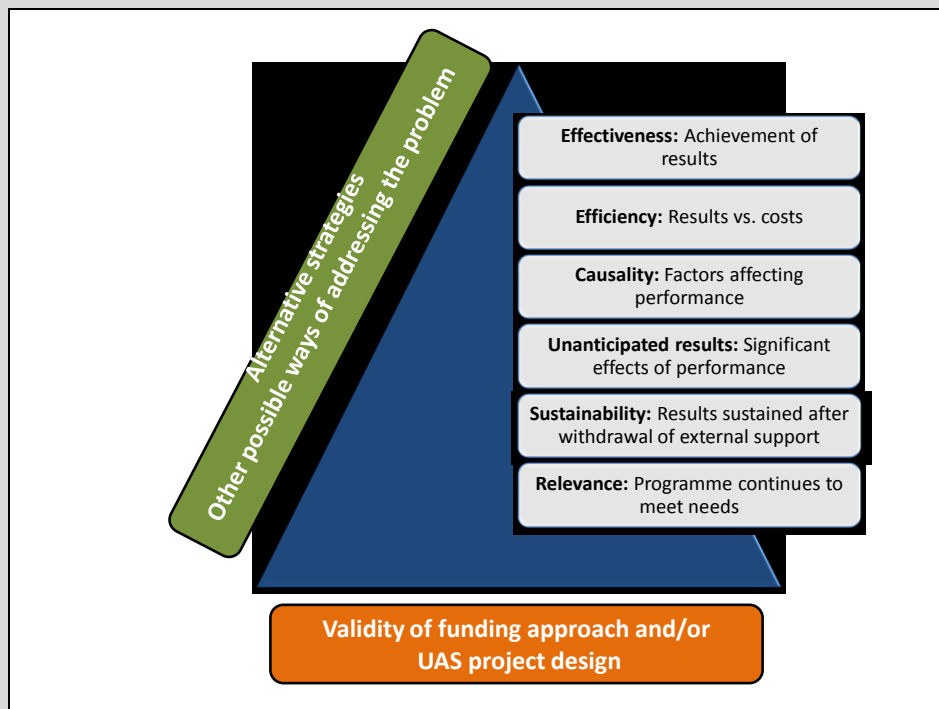 Alternative strategies
Other possible ways of addressing the problem
Effectiveness: Achievement of
results
Efficiency: Results vs. costs
Causality: Factors affecting
performance
Unanticipated results: Significant
effects of performance
Sustainability: Results sustained after
withdrawal of external support
Relevance: Programme continues to
meet needs
Validity of funding approach and/or
UAS project design